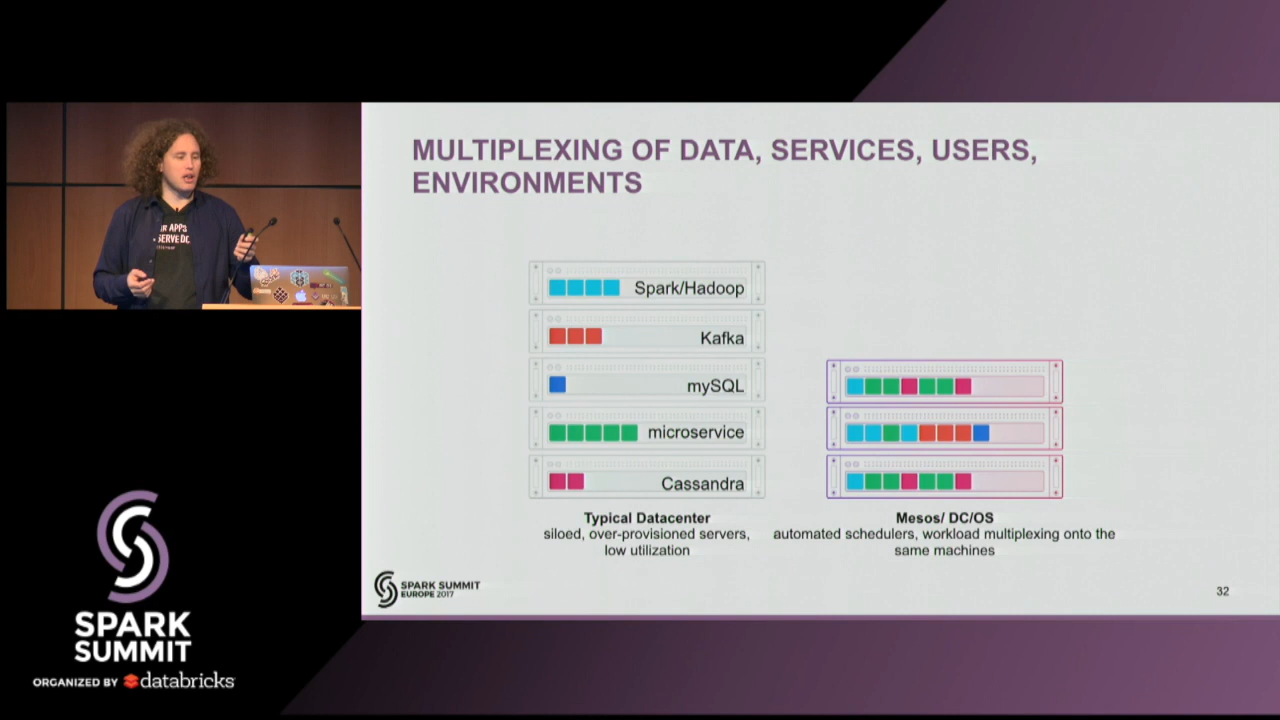 MULTIPLEXING OF DATA, SERVICES, USERS,
ENVIRONMENTS
Spark/Hadoop
Kafka
mySQL
microservice
Cassandra
Typical Datacenter
siloed, over-provisioned servers,
low utilization
Mesos/ DC/OS
automated schedulers, workload multiplexing onto the
same machines
SPARK SUMMIT
EUROPE 2017
32
SPARK
SUMMIT
ORGANIZED BY databricks